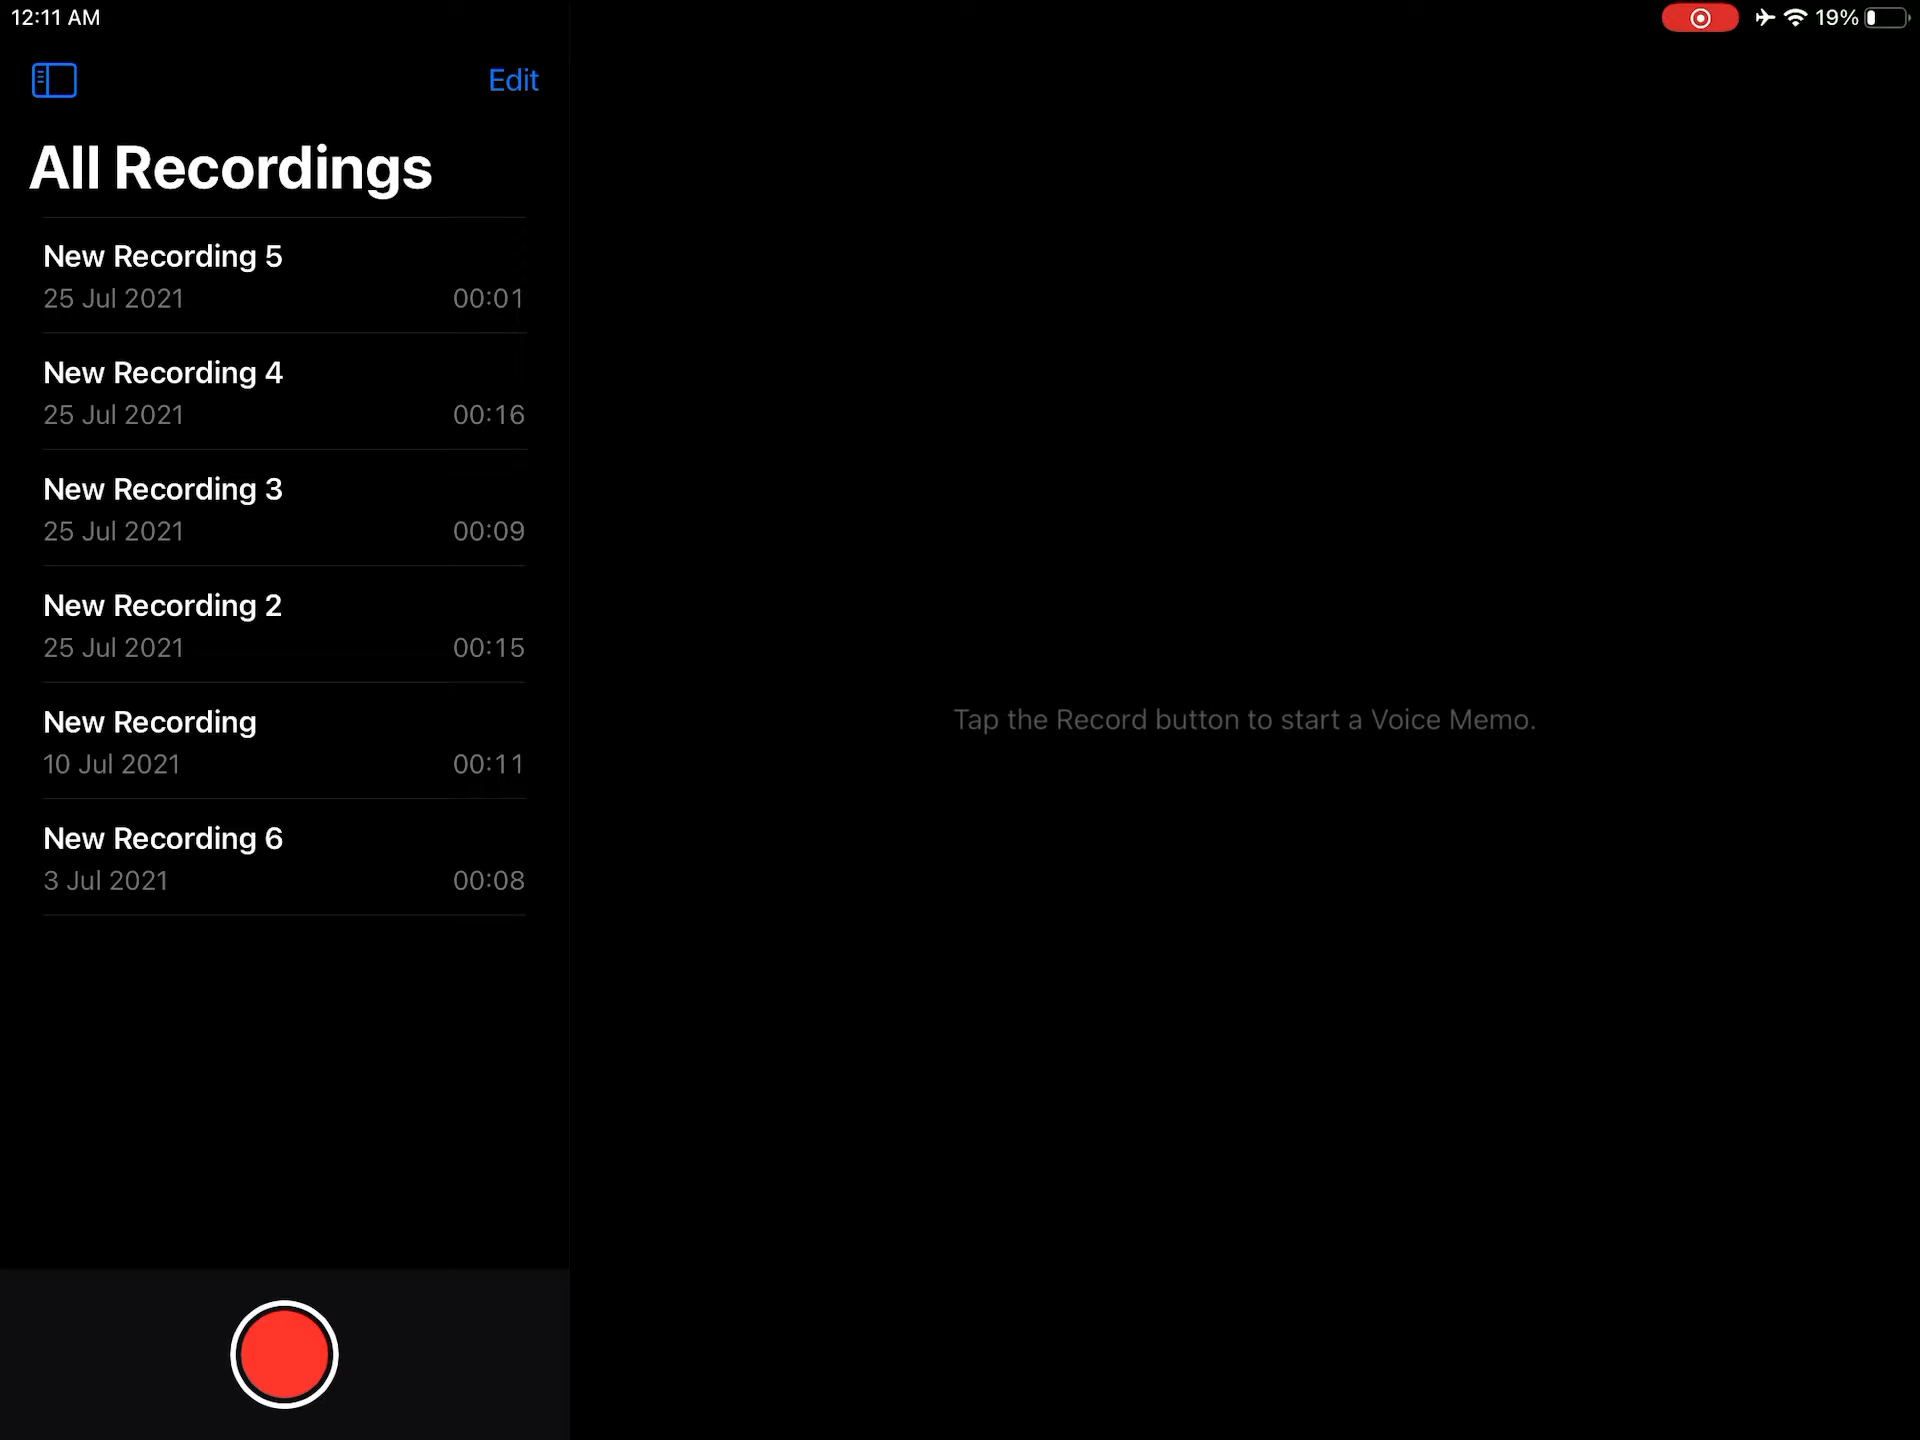 12:11 AM
19%
Edit
All Recordings
New Recording 5
25 Jul 2021 00:01
New Recording 4
25 Jul 2021 00:16
New Recording 3
25 Jul 2021 00:09
New Recording 2
25 Jul 2021 00:15
New Recording
10 Jul 2021 00:11
New Recording 6
3 Jul 2021 00:08
Tap the Record button to start a Voice Memo.